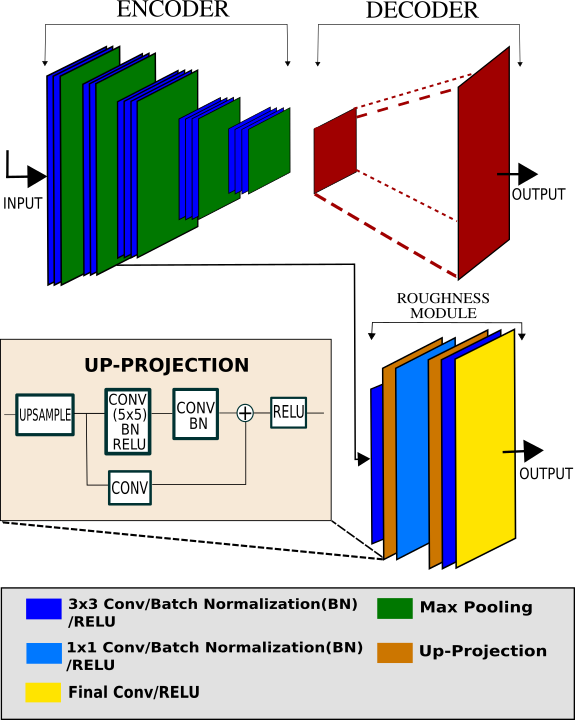 ENCODER
DECODER
INPUT
OUTPUT
ROUGHNESS
MODULE
UP-PROJECTION
UPSAMPLE
CONV
(5x5)
BN
RELU
CONV
BN
RELU
CONV
OUTPUT
3x3 Conv/Batch Normalization(BN)
/RELU
Max Pooling
1x1 Conv/Batch Normalization(BN)
/RELU
Up-Projection
Final Conv/RELU